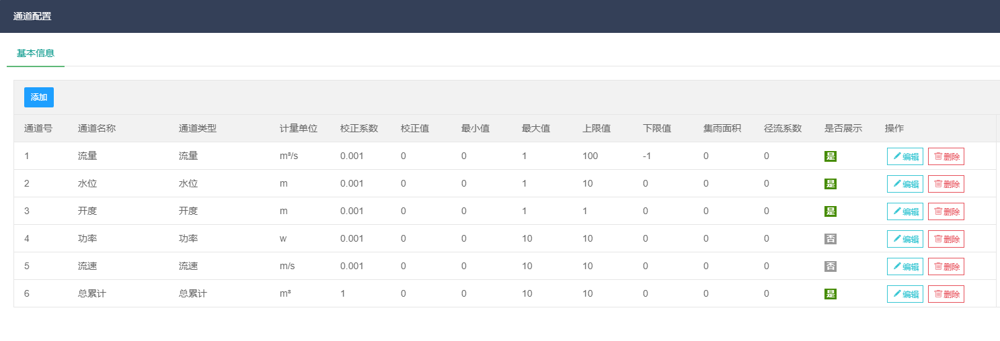 通道配置
基本信息
添加
通道号 通道名称 通道类型 计量单位 校正系数 校正值 最小值 最大值 上限值 下限值 集雨面积 径流系数 是否展示 操作
1 流量 流量 m³/s 0.001 0 0 1 100 -1 0 0 是 编辑 删除
2 水位 水位 m 0.001 0 0 1 10 0 0 0 是 编辑 删除
3 开度 开度 m 0.001 0 0 1 1 0 0 0 是 编辑 删除
4 功率 功率 w 0.001 0 0 10 10 0 0 0 否 编辑 删除
5 流速 流速 m/s 0.001 0 0 10 10 0 0 0 否 编辑 删除
6 总累计 总累计 m³ 1 0 0 10 10 0 0 0 是 编辑 删除